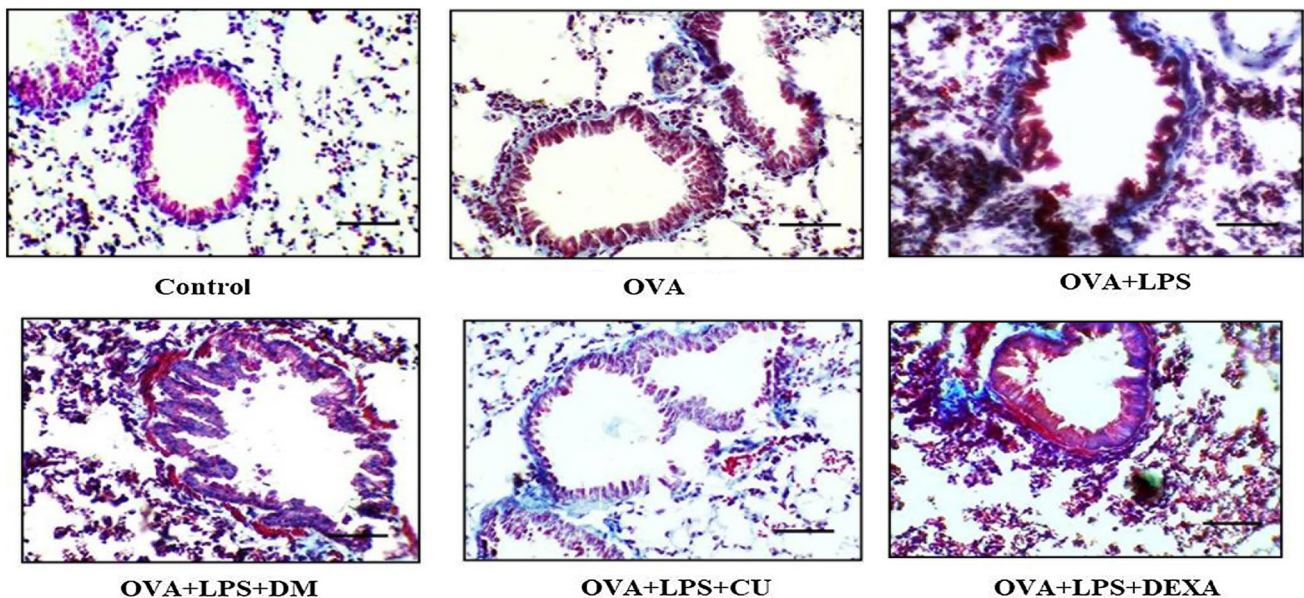 Control
OVA
OVA+LPS
OVA+LPS+DM
OVA+LPS+CU
OVA+LPS+DEXA